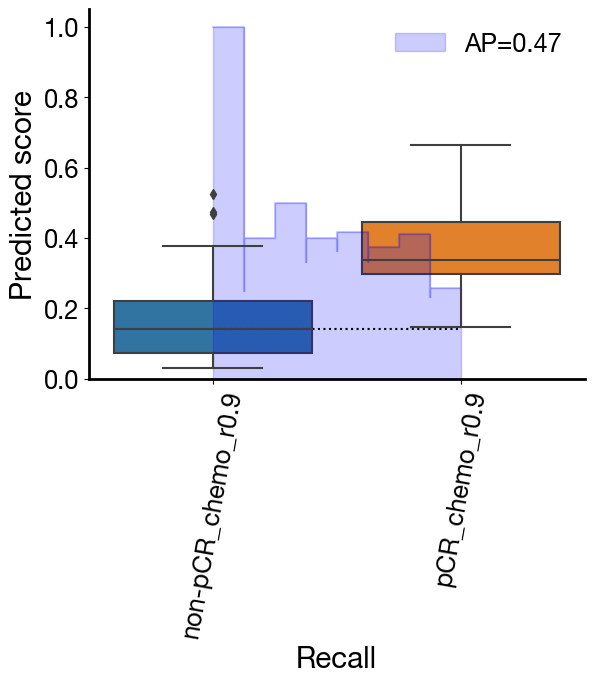 1.0
AP=0.47
0.8
0.6
0.4
0.2
0.0
Predicted score
non-pCR_chemo_r0.9
pCR_chemo_r0.9
Recall